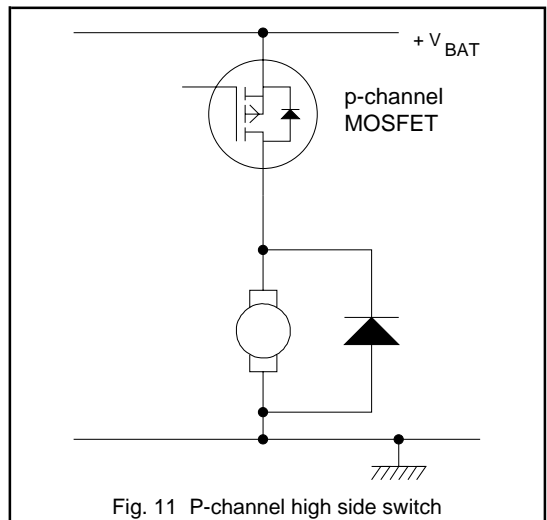 + V BAT
p-channel
MOSFET
Fig. 11 P-channel high side switch